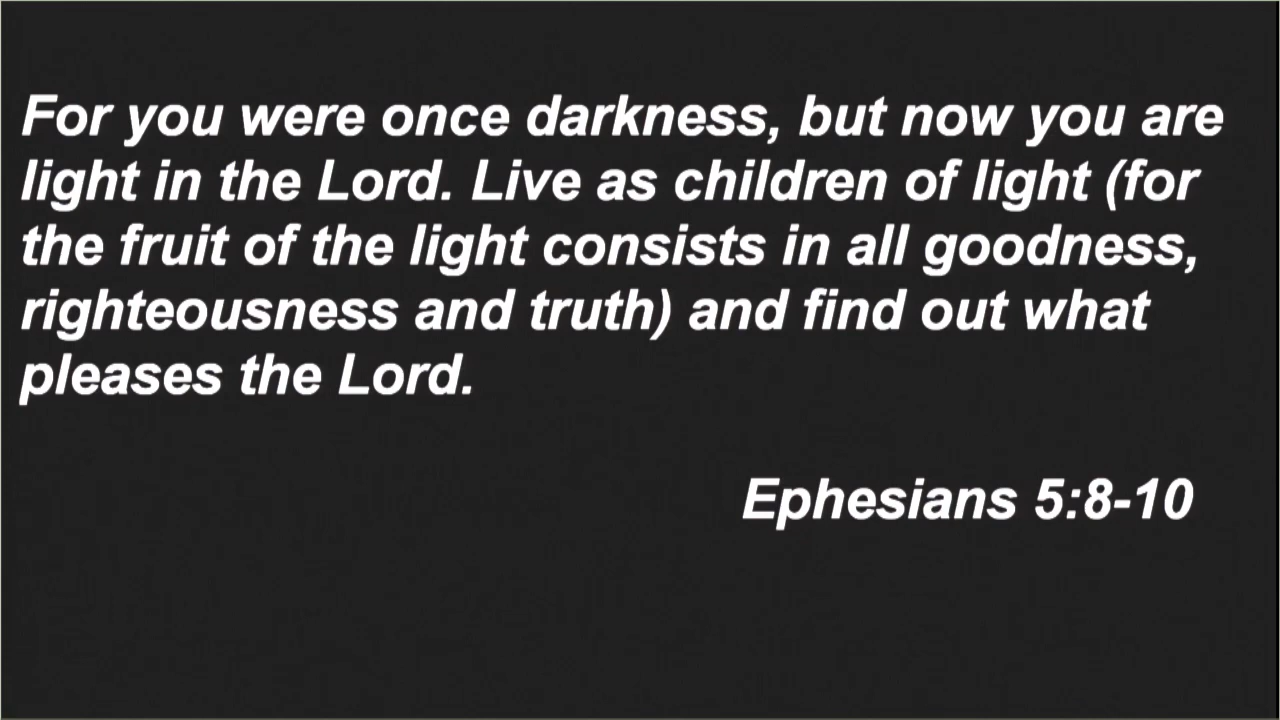 For you were once darkness, but now you are
light in the Lord. Live as children of light (for
the fruit of the light consists in all goodness,
righteousness and truth) and find out what
pleases the Lord.
Ephesians 5:8-10